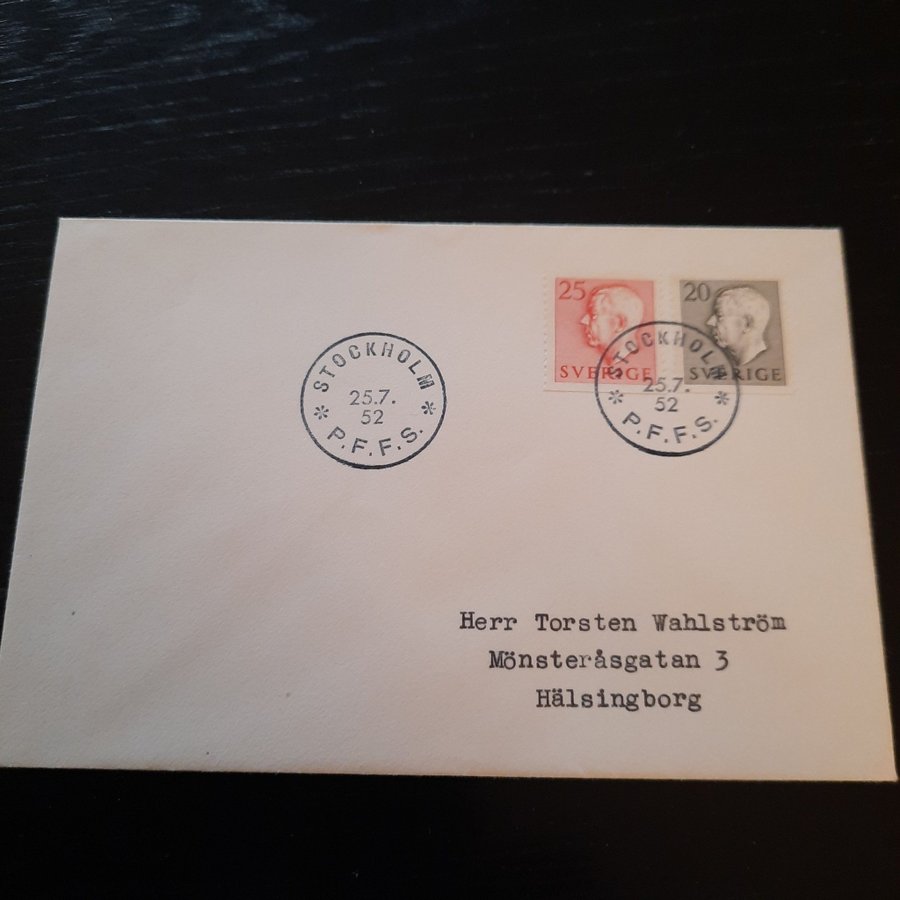 25
SVERIGE
20
SVERIGE
STOCKHOLM
25.7.
52
* P.F.F.S. *
STOCKHOLM
25.7.
52
* P.F.F.S. *
Herr Torsten Wahlström
Mönsteråsgatan 3
Hälsingborg